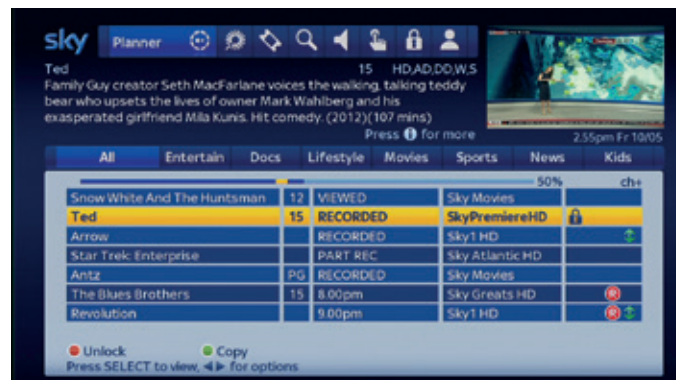 sky Planner
Ted 15 HD,AD,DD,W,S
Family Guy creator Seth MacFarlane voices the walking, talking teddy
bear who upsets the lives of owner Mark Wahlberg and his
exasperated girlfriend Mila Kunis. Hit comedy. (2012)(107 mins)
Press i for more
2.55pm Fr 10/05
All Entertain Docs Lifestyle Movies Sports News Kids
50% ch+
Snow White And The Huntsman 12 VIEWED Sky Movies
Ted 15 RECORDED SkyPremiereHD
Arrow RECORDED Sky1 HD
Star Trek: Enterprise PART REC Sky Atlantic HD
Antz PG RECORDED Sky Movies
The Blues Brothers 15 8.00pm Sky Greats HD R
Revolution 9.00pm Sky1 HD R
Unlock Copy
Press SELECT to view, ◀▶ for options